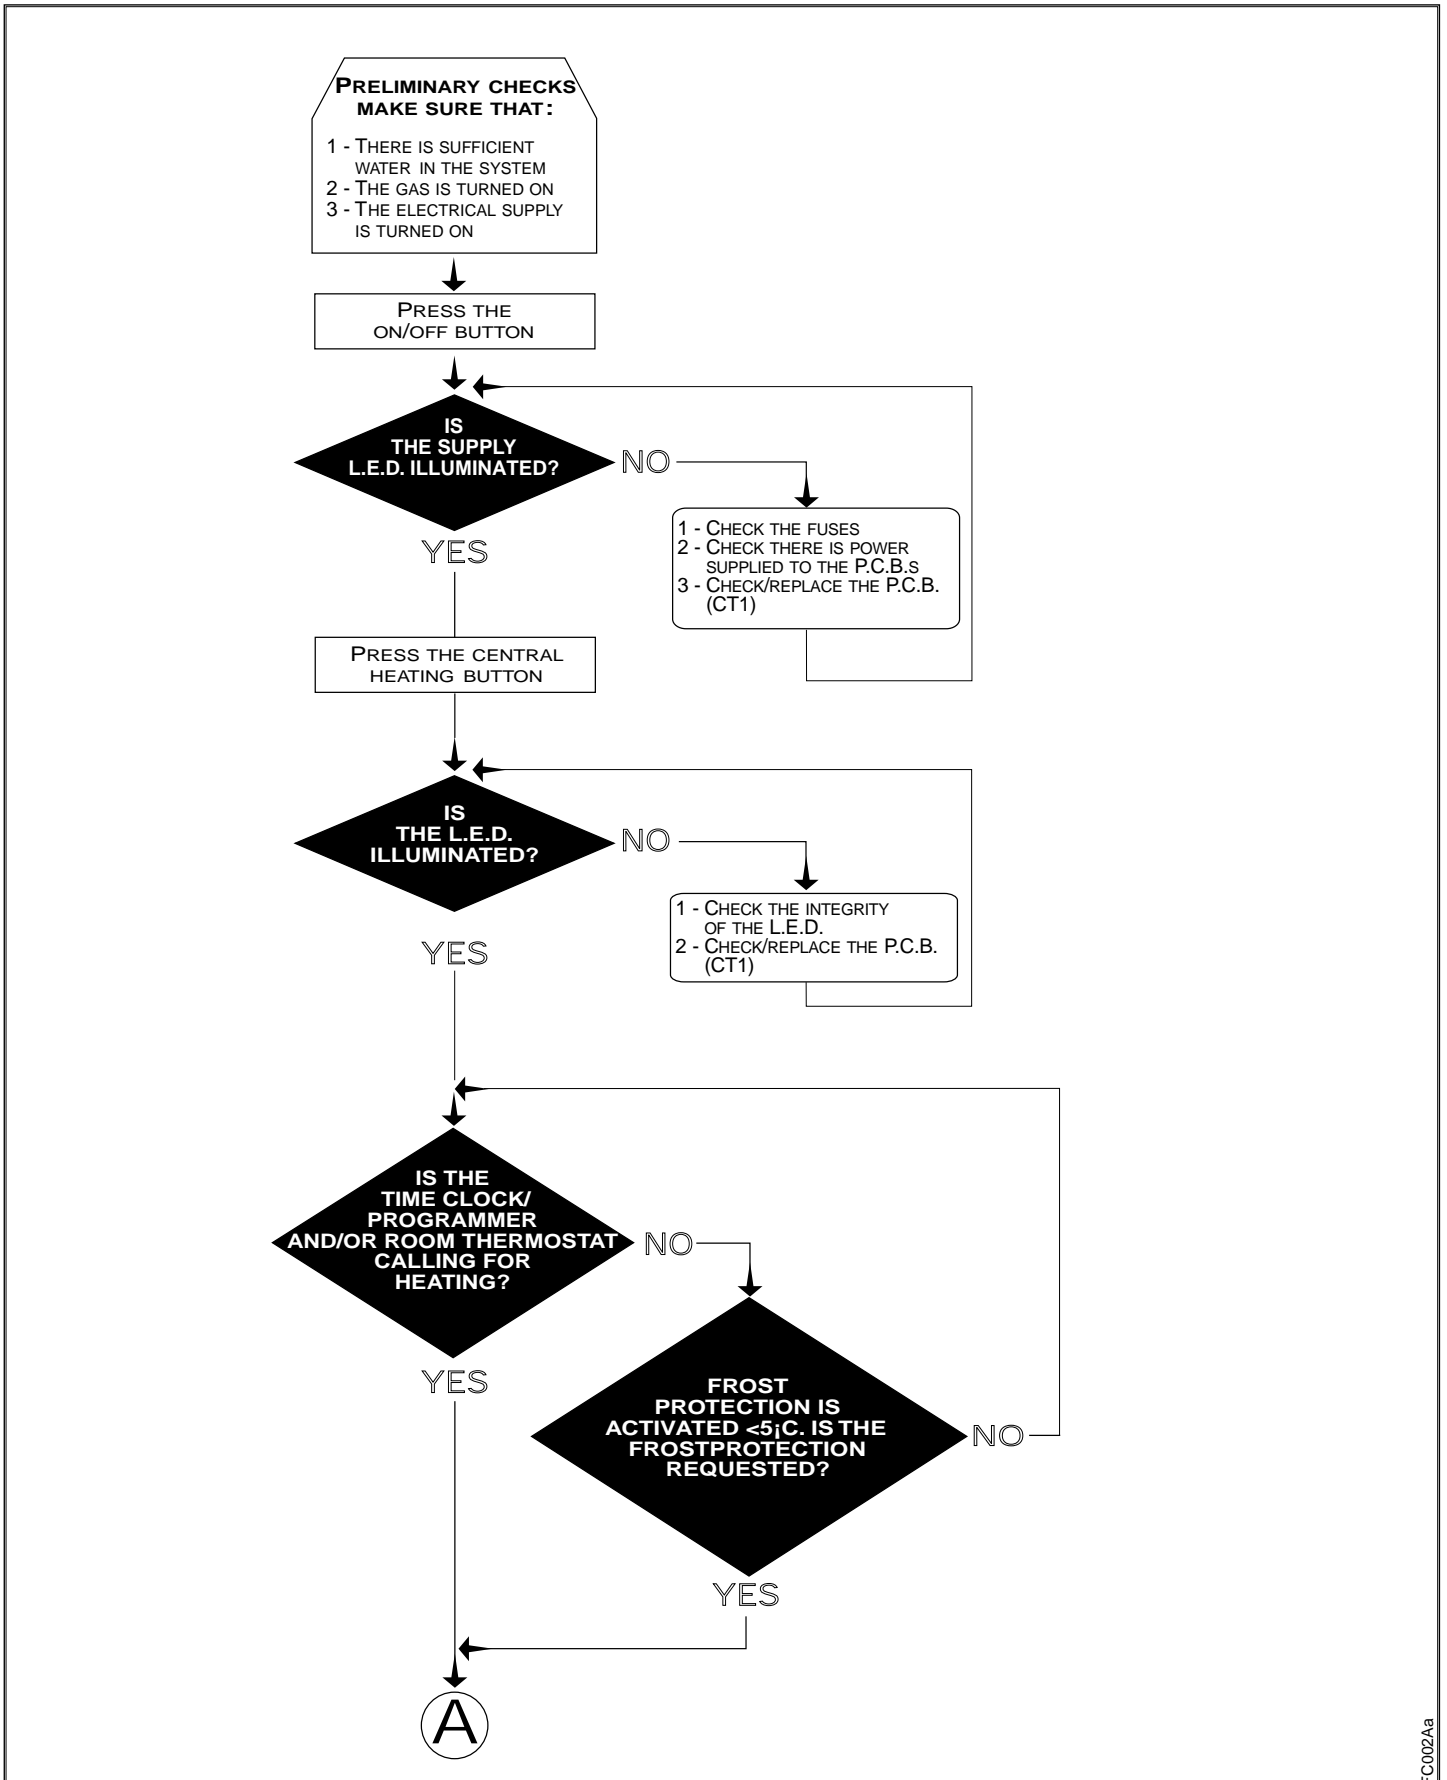 PRELIMINARY CHECKS
MAKE SURE THAT:
1 - THERE IS SUFFICIENT
WATER IN THE SYSTEM
2 - THE GAS IS TURNED ON
3 - THE ELECTRICAL SUPPLY
IS TURNED ON
PRESS THE
ON/OFF BUTTON
IS
THE SUPPLY
L.E.D. ILLUMINATED?
NO
1 - CHECK THE FUSES
2 - CHECK THERE IS POWER
SUPPLIED TO THE P.C.B.S
3 - CHECK/REPLACE THE P.C.B.
(CT1)
YES
PRESS THE CENTRAL
HEATING BUTTON
IS
THE L.E.D.
ILLUMINATED?
NO
1 - CHECK THE INTEGRITY
OF THE L.E.D.
2 - CHECK/REPLACE THE P.C.B.
(CT1)
YES
IS THE
TIME CLOCK/
PROGRAMMER
AND/OR ROOM THERMOSTAT
CALLING FOR
HEATING?
NO
YES
FROST
PROTECTION IS
ACTIVATED <5¡C. IS THE
FROSTPROTECTION
REQUESTED?
NO
YES
A
FC002Aa